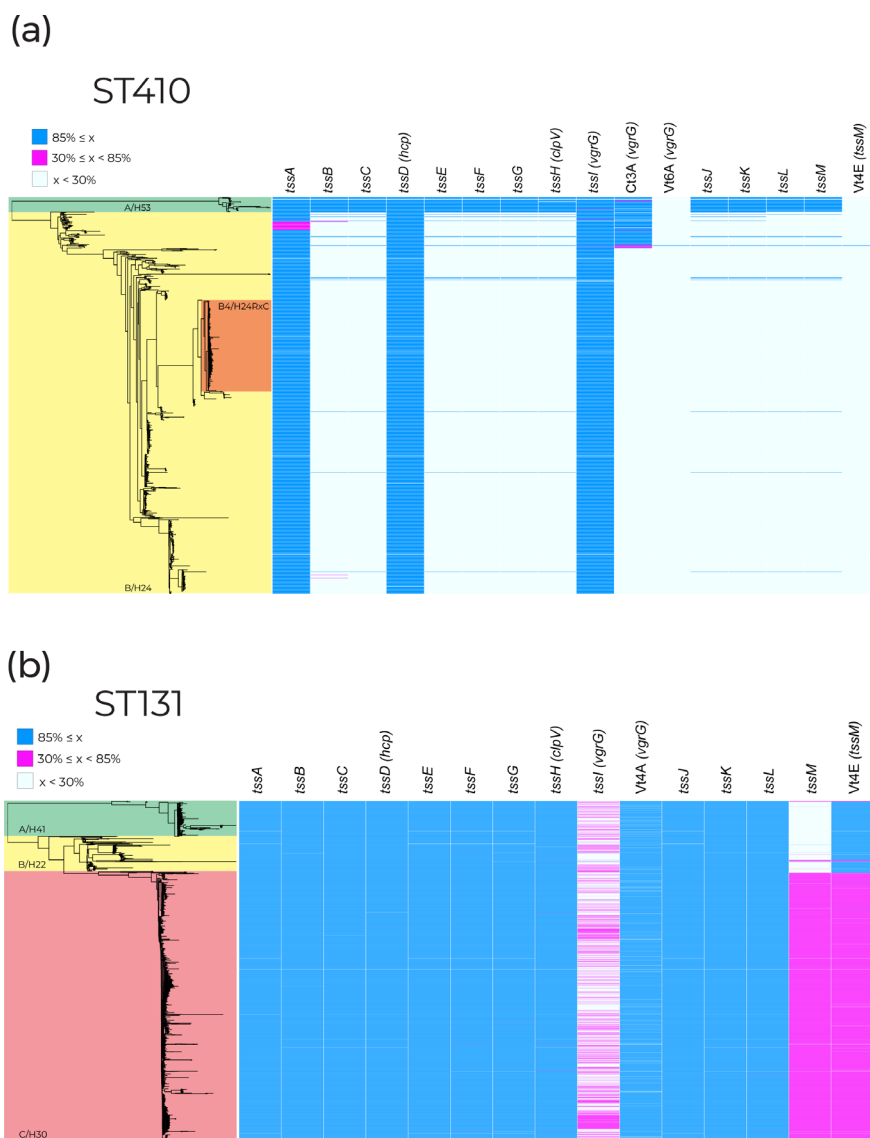 (a)
ST410
85% ≤ x
30% ≤ x < 85%
x < 30%
tssA
tssB
tssC
tssD (hcp)
tssE
tssF
tssG
tssH (clpV)
tssI (vgrG)
Ct3A (vgrG)
Vt6A (vgrG)
tssJ
tssK
tssL
tssM
Vt4E (tssM)
A/H53
B4/H24RxC
B/H24
(b)
ST131
85% ≤ x
30% ≤ x < 85%
x < 30%
tssA
tssB
tssC
tssD (hcp)
tssE
tssF
tssG
tssH (clpV)
tssI (vgrG)
Vt4A (vgrG)
tssJ
tssK
tssL
tssM
Vt4E (tssM)
A/H41
B/H22
C/H30